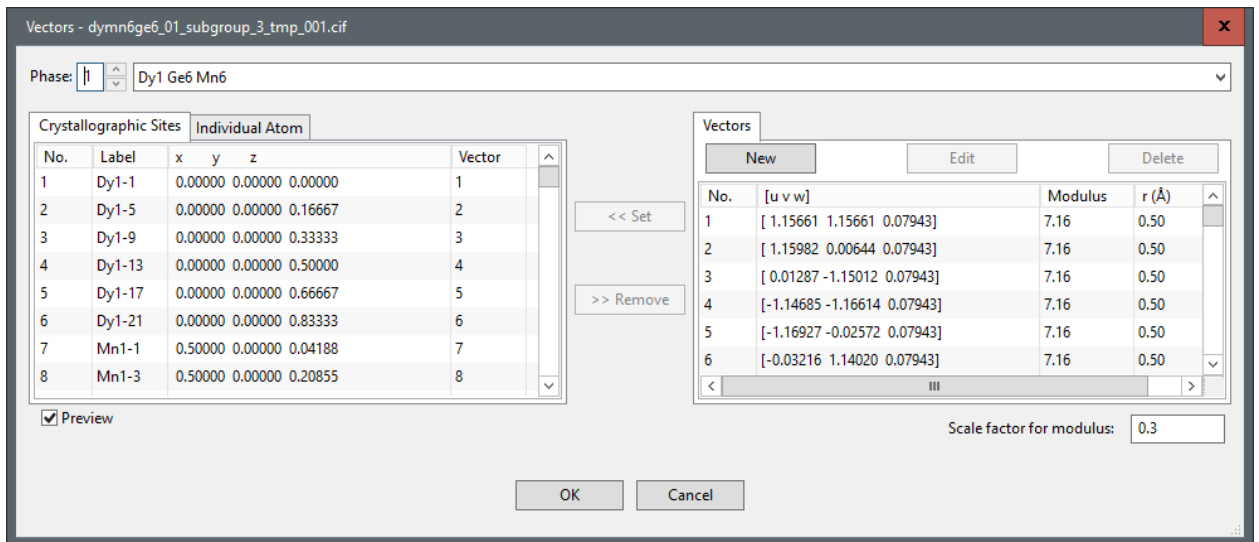 Vectors - dymn6ge6_01_subgroup_3_tmp_001.cif x
Phase: 1 Dy1 Ge6 Mn6
Crystallographic Sites Individual Atom
No. Label x y z Vector
1 Dy1-1 0.00000 0.00000 0.00000 1
2 Dy1-5 0.00000 0.00000 0.16667 2
3 Dy1-9 0.00000 0.00000 0.33333 3
4 Dy1-13 0.00000 0.00000 0.50000 4
5 Dy1-17 0.00000 0.00000 0.66667 5
6 Dy1-21 0.00000 0.00000 0.83333 6
7 Mn1-1 0.50000 0.00000 0.04188 7
8 Mn1-3 0.50000 0.00000 0.20855 8
Preview
<< Set
>> Remove
Vectors
New Edit Delete
No. [u v w] Modulus r (Å)
1 [ 1.15661 1.15661 0.07943] 7.16 0.50
2 [ 1.15982 0.00644 0.07943] 7.16 0.50
3 [ 0.01287 -1.15012 0.07943] 7.16 0.50
4 [-1.14685 -1.16614 0.07943] 7.16 0.50
5 [-1.16927 -0.02572 0.07943] 7.16 0.50
6 [-0.03216 1.14020 0.07943] 7.16 0.50
Scale factor for modulus: 0.3
OK Cancel